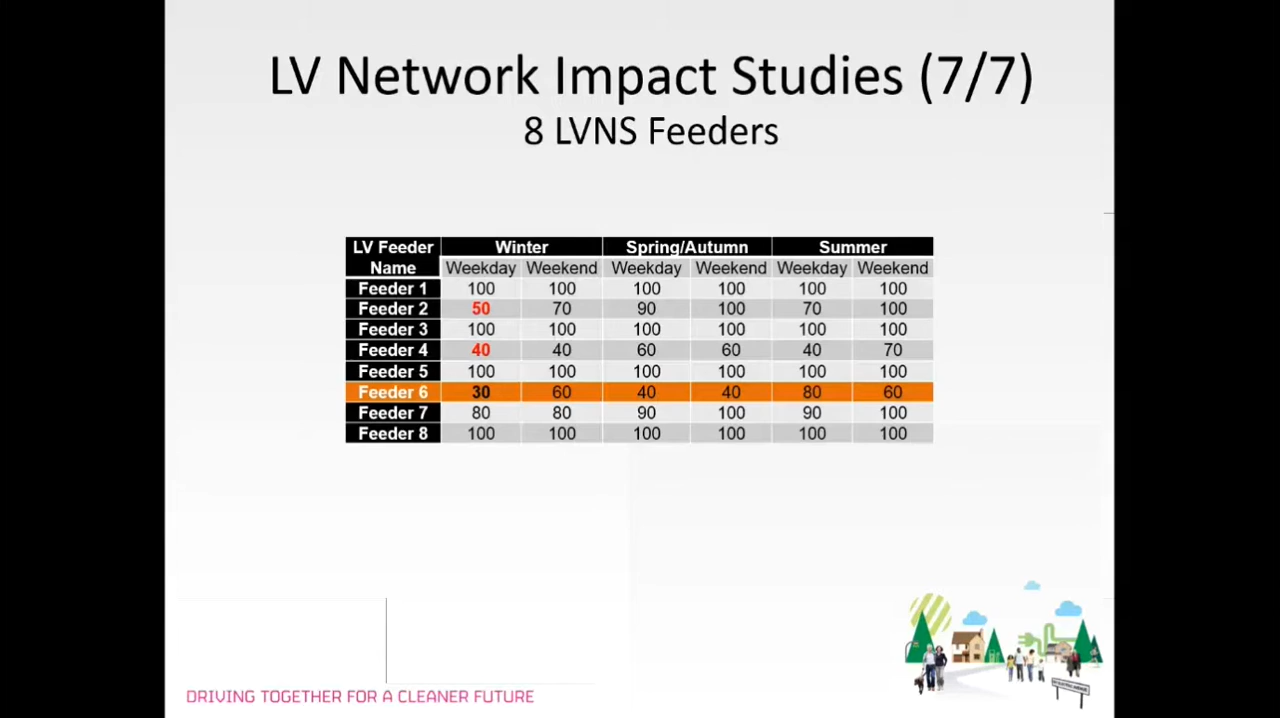 LV Network Impact Studies (7/7)
8 LVNS Feeders
LV Feeder Winter Spring/Autumn Summer
Name Weekday Weekend Weekday Weekend Weekday Weekend
Feeder 1 100 100 100 100 100 100
Feeder 2 50 70 90 100 70 100
Feeder 3 100 100 100 100 100 100
Feeder 4 40 40 60 60 40 70
Feeder 5 100 100 100 100 100 100
Feeder 6 30 60 40 40 80 60
Feeder 7 80 80 90 100 90 100
Feeder 8 100 100 100 100 100 100
DRIVING TOGETHER FOR A CLEANER FUTURE